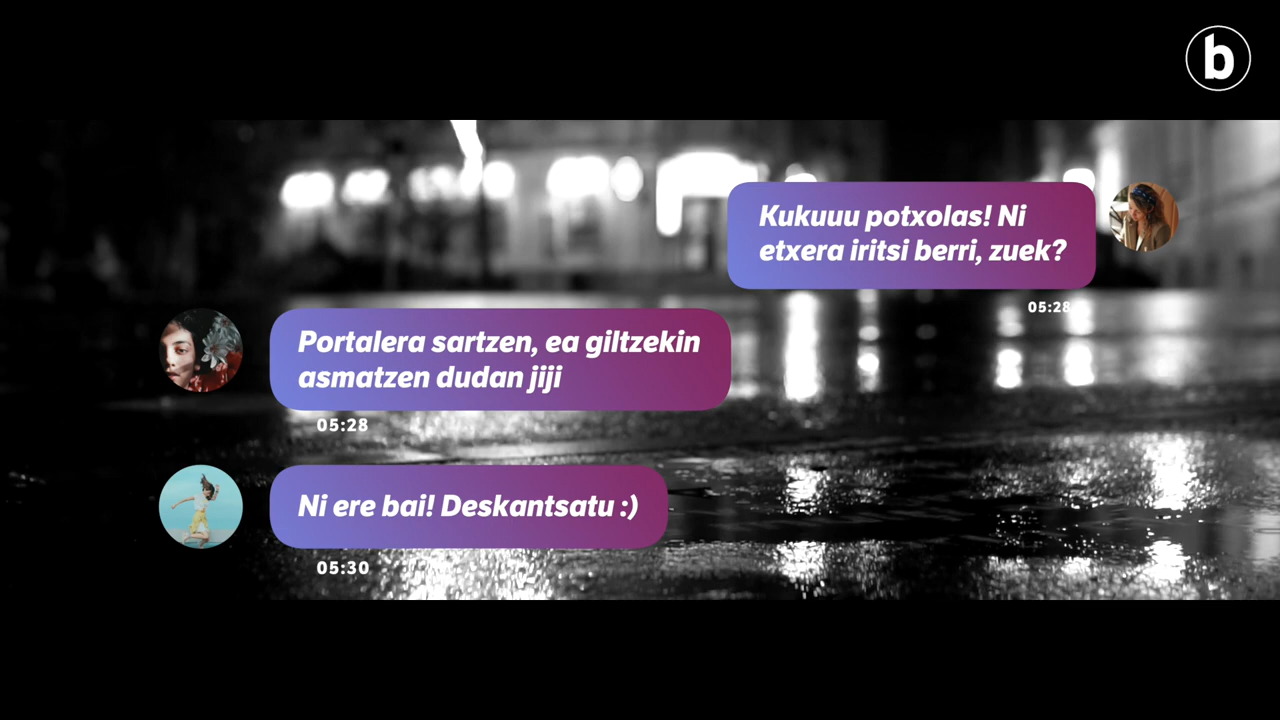 b
Kukuuu potxolas! Ni
etxera iritsi berri, zuek?
05:28
Portalera sartzen, ea giltzekin
asmatzen dudan jiji
05:28
Ni ere bai! Deskantsatu :)
05:30